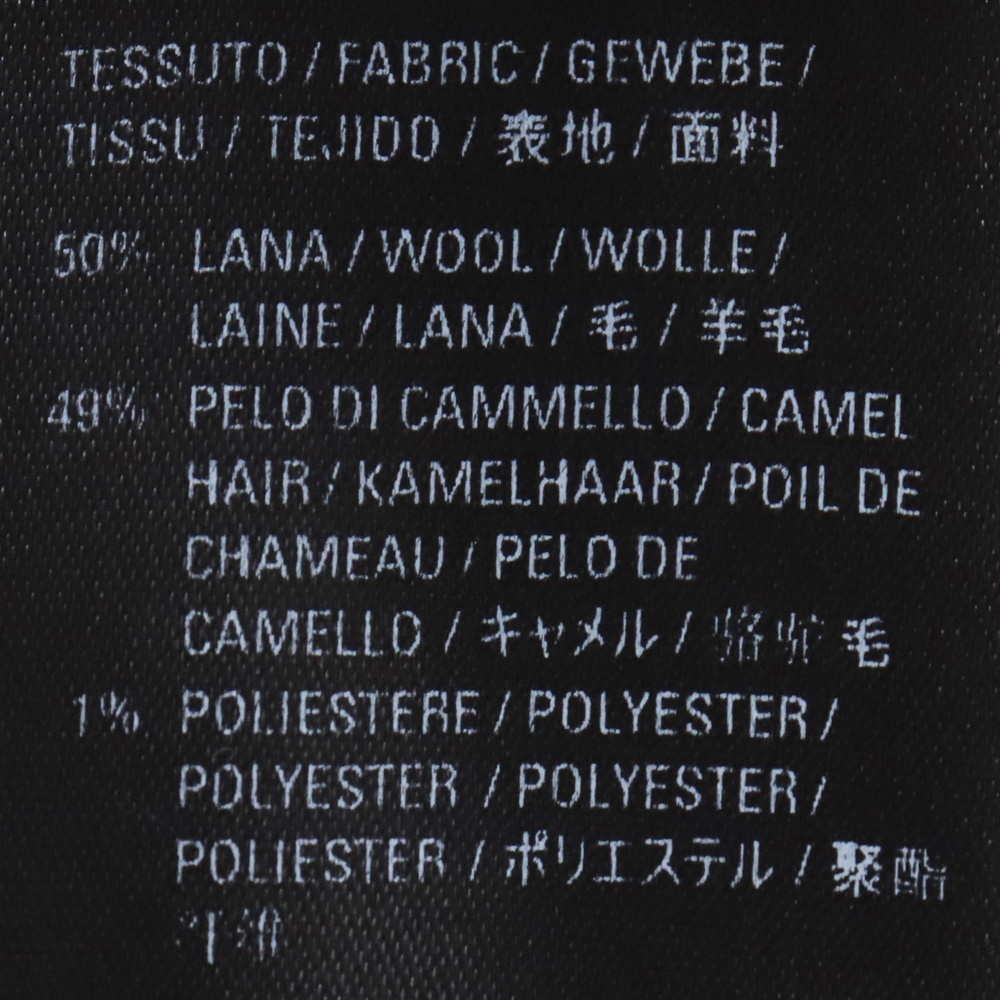 TESSUTO / FABRIC / GEWEBE /
TISSU / TEJIDO / 表地 / 面料
50% LANA / WOOL / WOLLE /
LAINE / LANA / 毛 / 羊毛
49% PELO DI CAMMELLO / CAMEL
HAIR / KAMELHAAR / POIL DE
CHAMEAU / PELO DE
CAMELLO / キャメル / 骆驼毛
1% POLIESTERE / POLYESTER /
POLYESTER / POLYESTER /
POLIESTER / ポリエステル / 聚酯